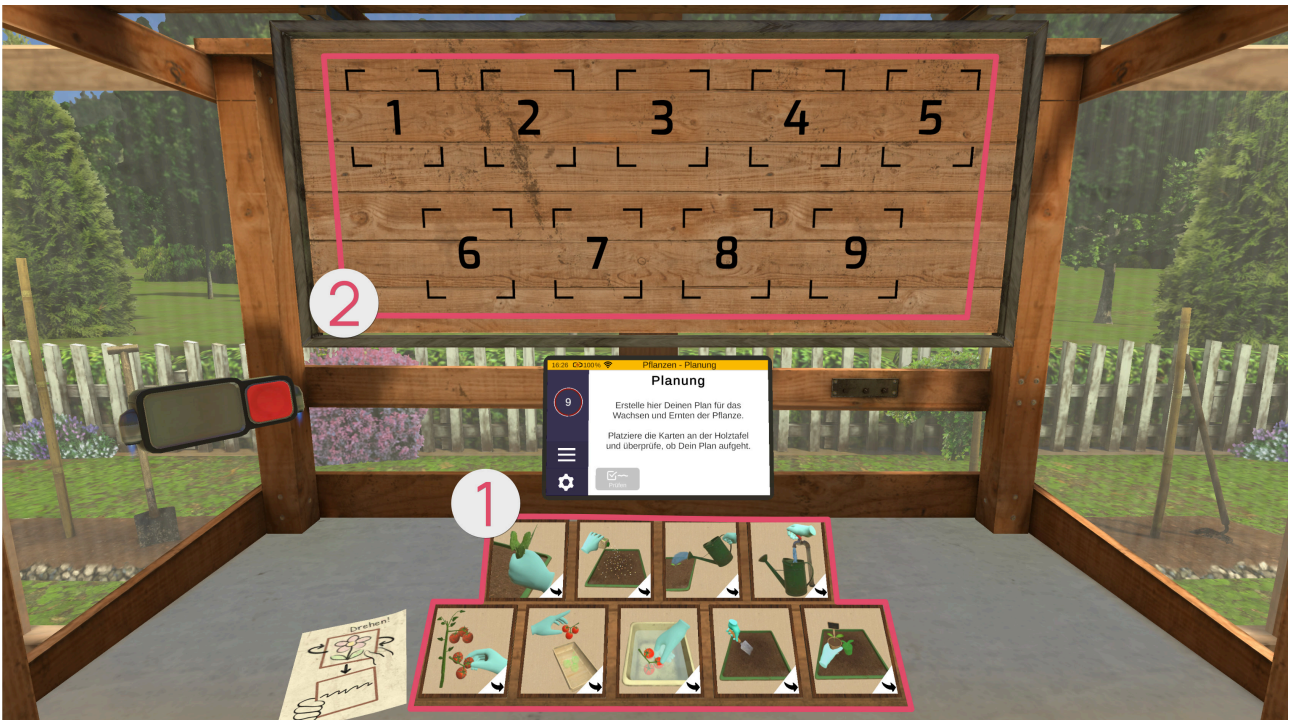 1 2 3 4 5
6 7 8 9
2
18:26 100% Pflanzen - Planung
Planung
9
Erstelle hier Deinen Plan für das
Wachsen und Ernten der Pflanze.
Platziere die Karten an der Holztafel
und überprüfe, ob Dein Plan aufgeht.
Prüfen
1
Drehen!